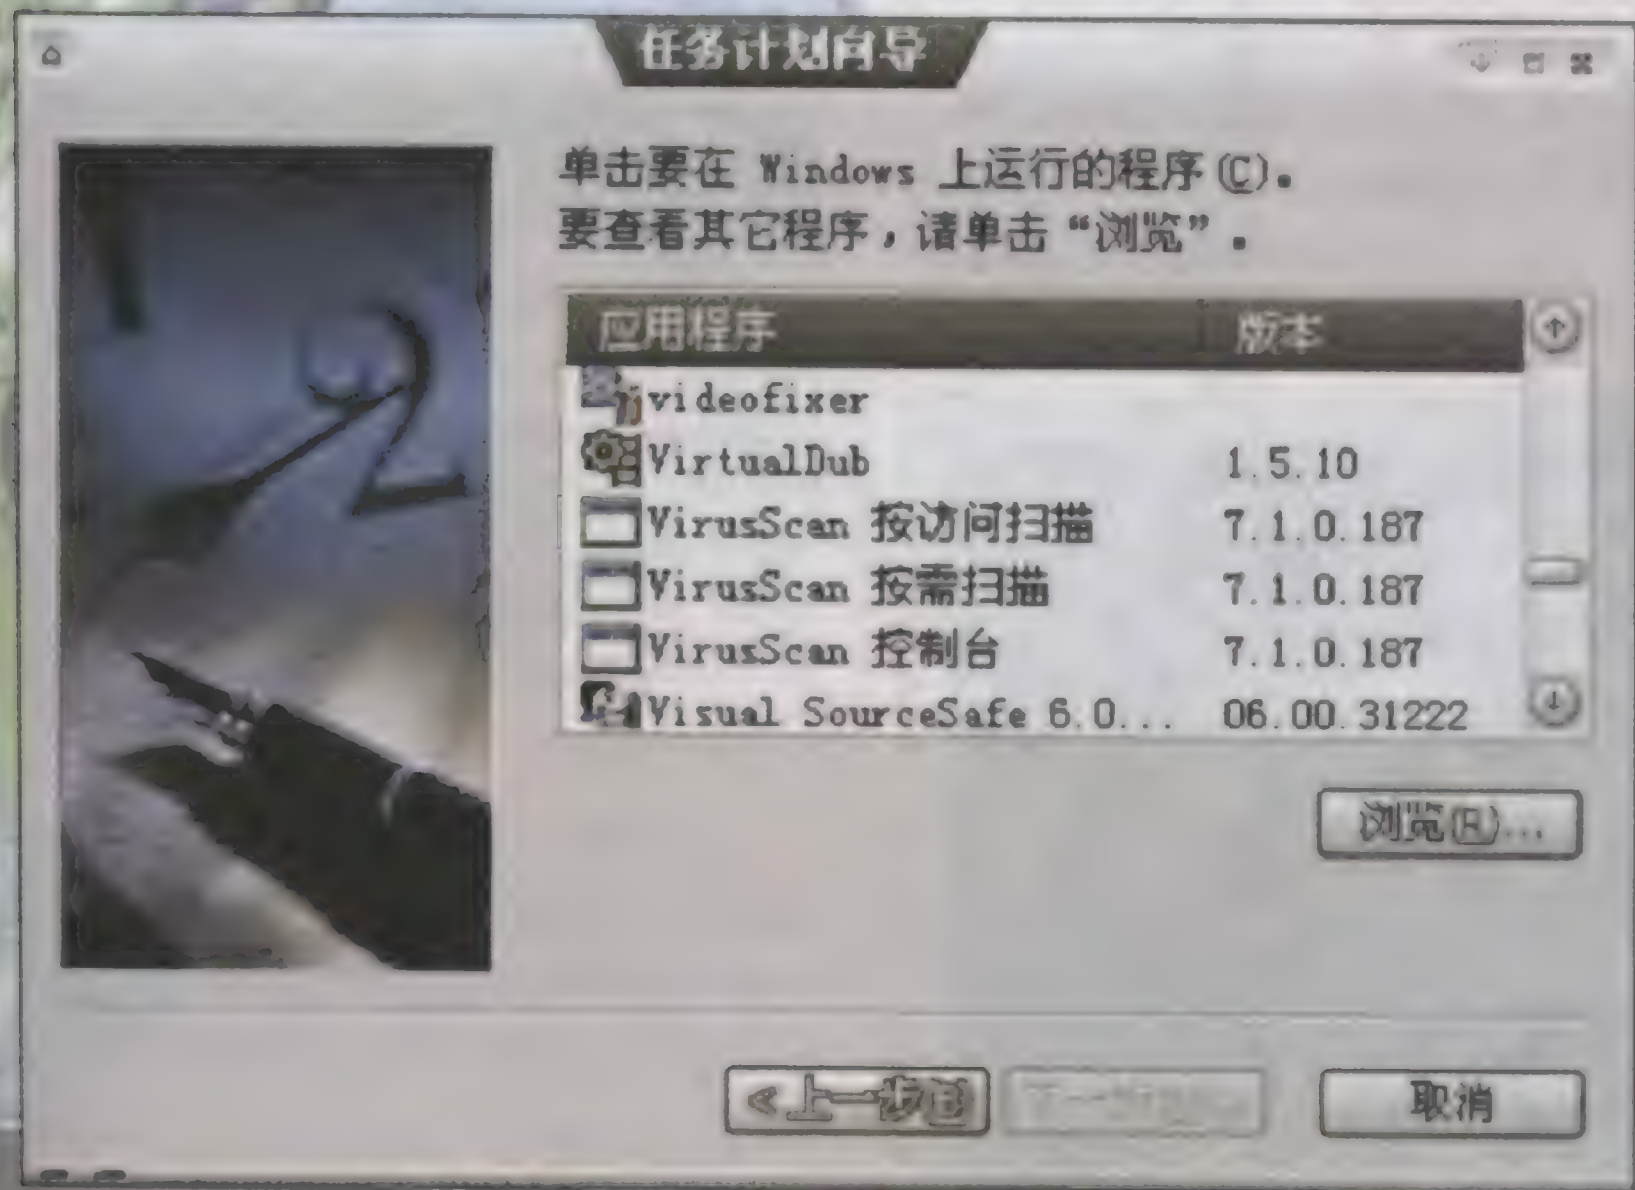 任务计划向导
单击要在 Windows 上运行的程序(C)。
要查看其它程序，请单击“浏览”。
应用程序 版本
videofixer
VirtualDub 1.5.10
VirusScan 按访问扫描 7.1.0.187
VirusScan 按需扫描 7.1.0.187
VirusScan 控制台 7.1.0.187
Visual SourceSafe 6.0... 06.00.31222
浏览(R)...
<上一步(B) 取消